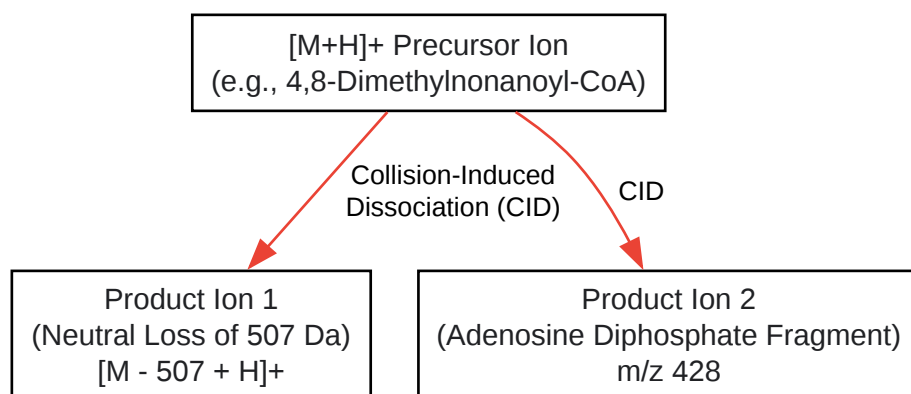 [M+H]+ Precursor Ion
(e.g., 4,8-Dimethylnonanoyl-CoA)
Collision-Induced
Dissociation (CID)
CID
Product Ion 1
(Neutral Loss of 507 Da)
[M - 507 + H]+
Product Ion 2
(Adenosine Diphosphate Fragment)
m/z 428